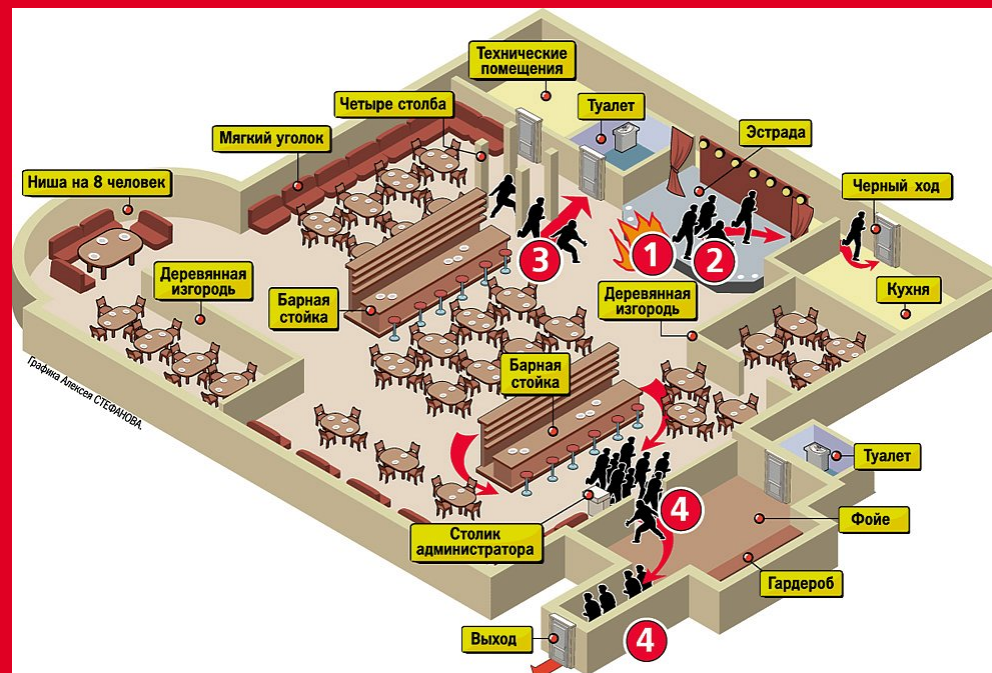 Технические
помещения
Четыре столба
Туалет
Эстрада
Мягкий уголок
Ниша на 8 человек
Черный ход
Деревянная
изгородь
Барная
стойка
3
1
2
Деревянная
изгородь
Кухня
Барная
стойка
Графика Алексея СТЕФАНОВА.
Туалет
4
Столик
администратора
Фойе
Гардероб
Выход
4